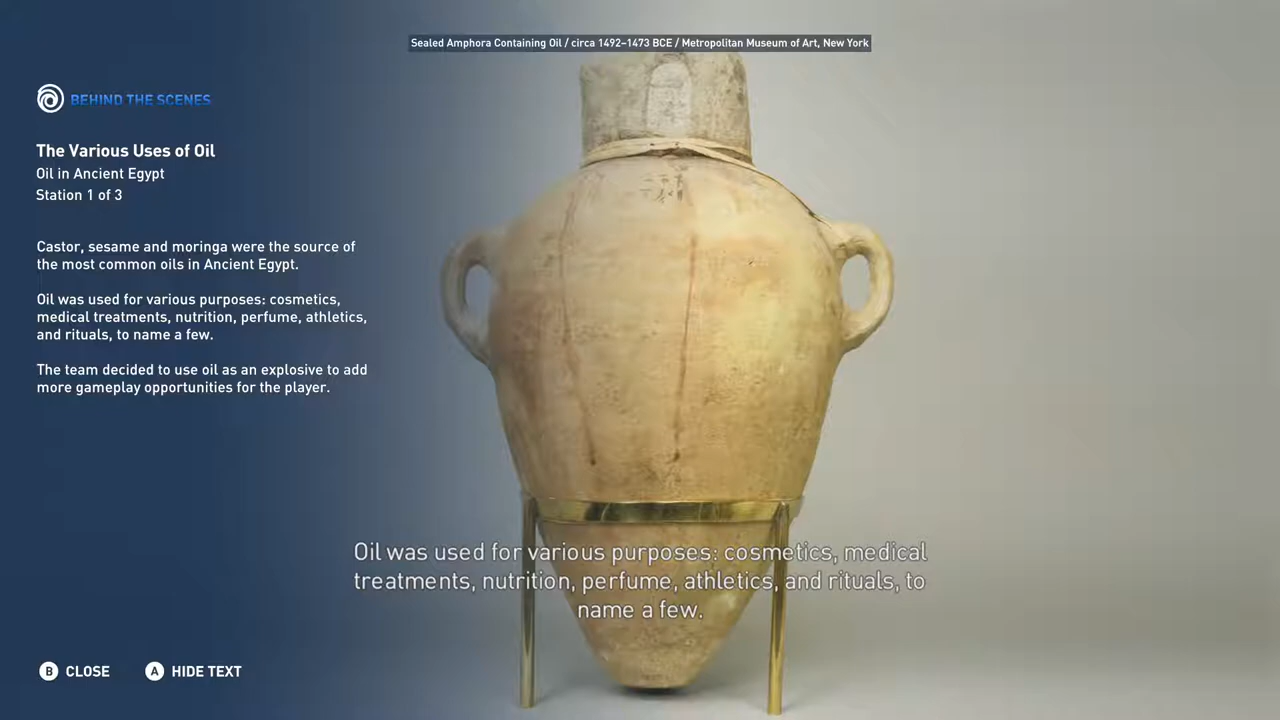 Sealed Amphora Containing Oil / circa 1492–1473 BCE / Metropolitan Museum of Art, New York
BEHIND THE SCENES
The Various Uses of Oil
Oil in Ancient Egypt
Station 1 of 3
Castor, sesame and moringa were the source of
the most common oils in Ancient Egypt.
Oil was used for various purposes: cosmetics,
medical treatments, nutrition, perfume, athletics,
and rituals, to name a few.
The team decided to use oil as an explosive to add
more gameplay opportunities for the player.
Oil was used for various purposes: cosmetics, medical
treatments, nutrition, perfume, athletics, and rituals, to
name a few.
B CLOSE A HIDE TEXT